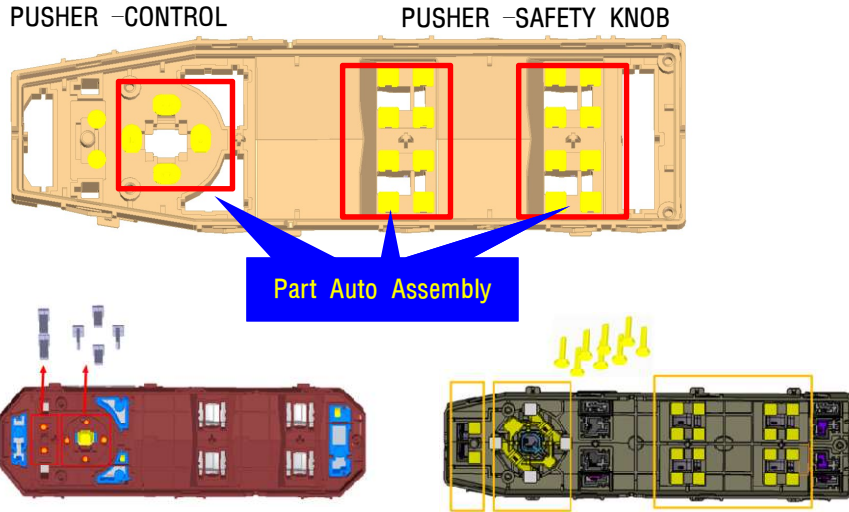 PUSHER -CONTROL
PUSHER -SAFETY KNOB
Part Auto Assembly